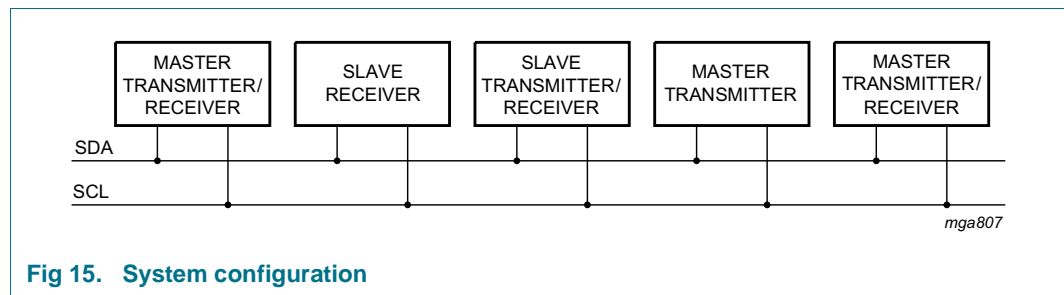 MASTER
TRANSMITTER/
RECEIVER
SLAVE
RECEIVER
SLAVE
TRANSMITTER/
RECEIVER
MASTER
TRANSMITTER
MASTER
TRANSMITTER/
RECEIVER
SDA
SCL
mga807
Fig 15. System configuration